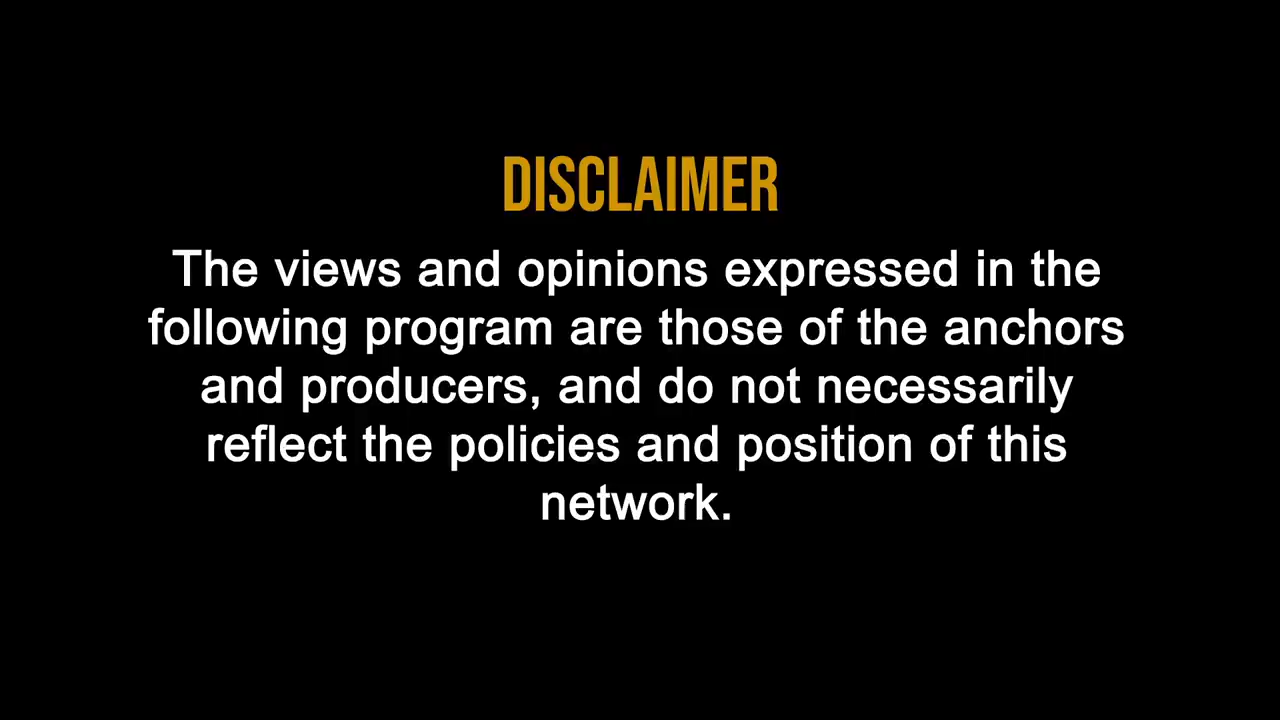 DISCLAIMER
The views and opinions expressed in the
following program are those of the anchors
and producers, and do not necessarily
reflect the policies and position of this
network.